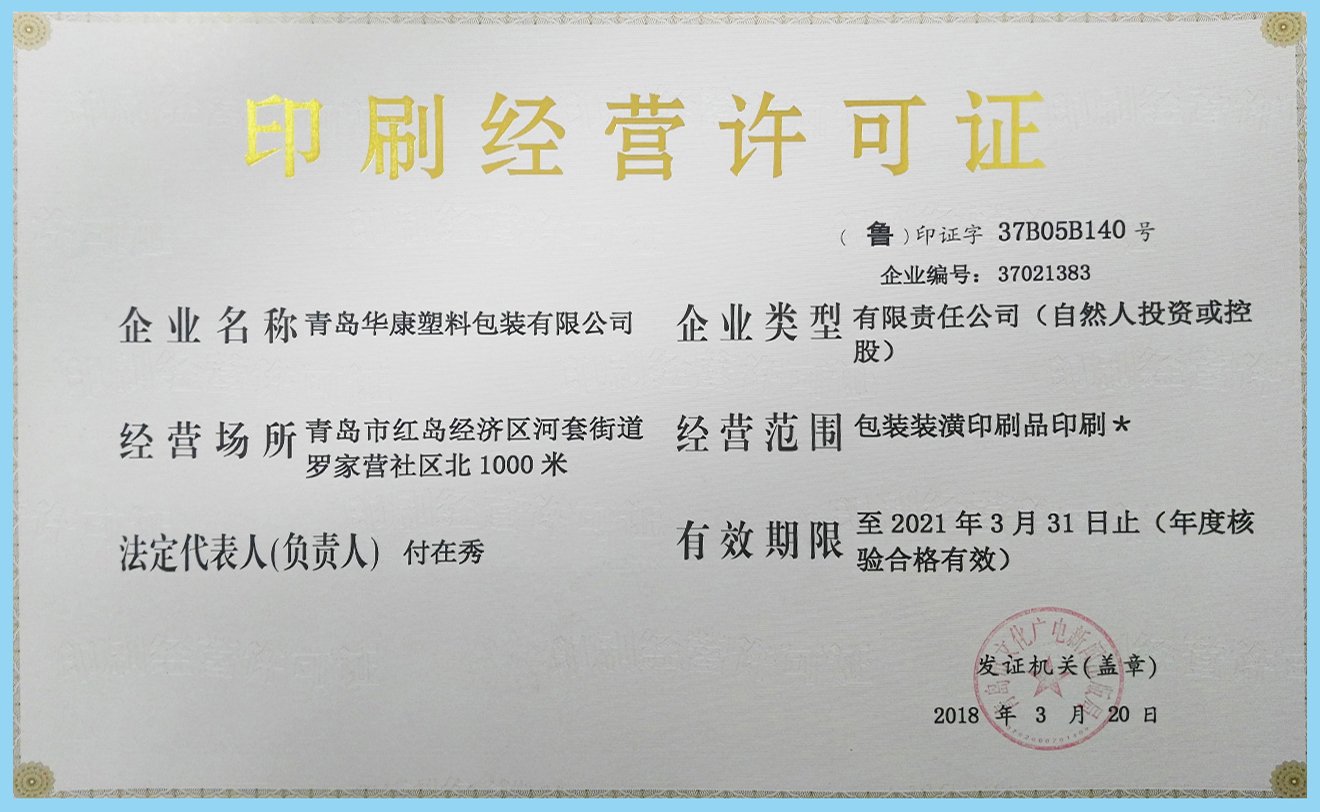 印刷经营许可证
（鲁）印证字 37B05B140 号
企业编号：37021383
企业名称 青岛华康塑料包装有限公司
企业类型 有限责任公司（自然人投资或控
股）
经营场所 青岛市红岛经济区河套街道
罗家营社区北 1000 米
经营范围 包装装潢印刷品印刷*
法定代表人(负责人) 付在秀
有效期限 至 2021 年 3 月 31 日止（年度核
验合格有效）
发证机关(盖章)
2018 年 3 月 20 日
文化广电新闻